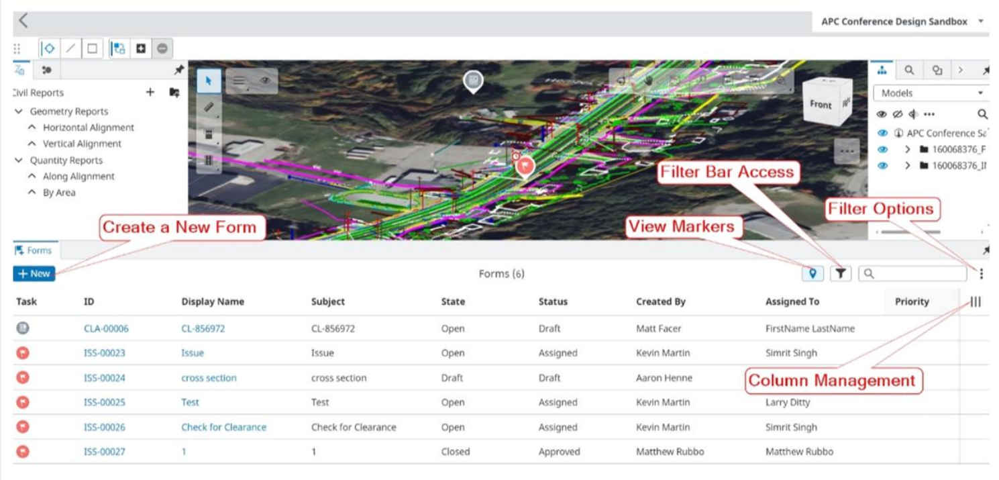 APC Conference Design Sandbox
Civil Reports
Geometry Reports
Horizontal Alignment
Vertical Alignment
Quantity Reports
Along Alignment
By Area
Front
Models
APC Conference Sa
160068376_F
160068376_II
Create a New Form
View Markers
Filter Bar Access
Filter Options
Forms
+ New
Forms (6)
Task ID Display Name Subject State Status Created By Assigned To Priority
CLA-00006 CL-856972 CL-856972 Open Draft Matt Facer FirstName LastName
ISS-00023 Issue Issue Open Assigned Kevin Martin Simrit Singh
ISS-00024 cross section cross section Draft Draft Aaron Henne
Column Management
ISS-00025 Test Test Open Assigned Kevin Martin Larry Ditty
ISS-00026 Check for Clearance Check for Clearance Open Assigned Kevin Martin Simrit Singh
ISS-00027 1 1 Closed Approved Matthew Rubbo Matthew Rubbo